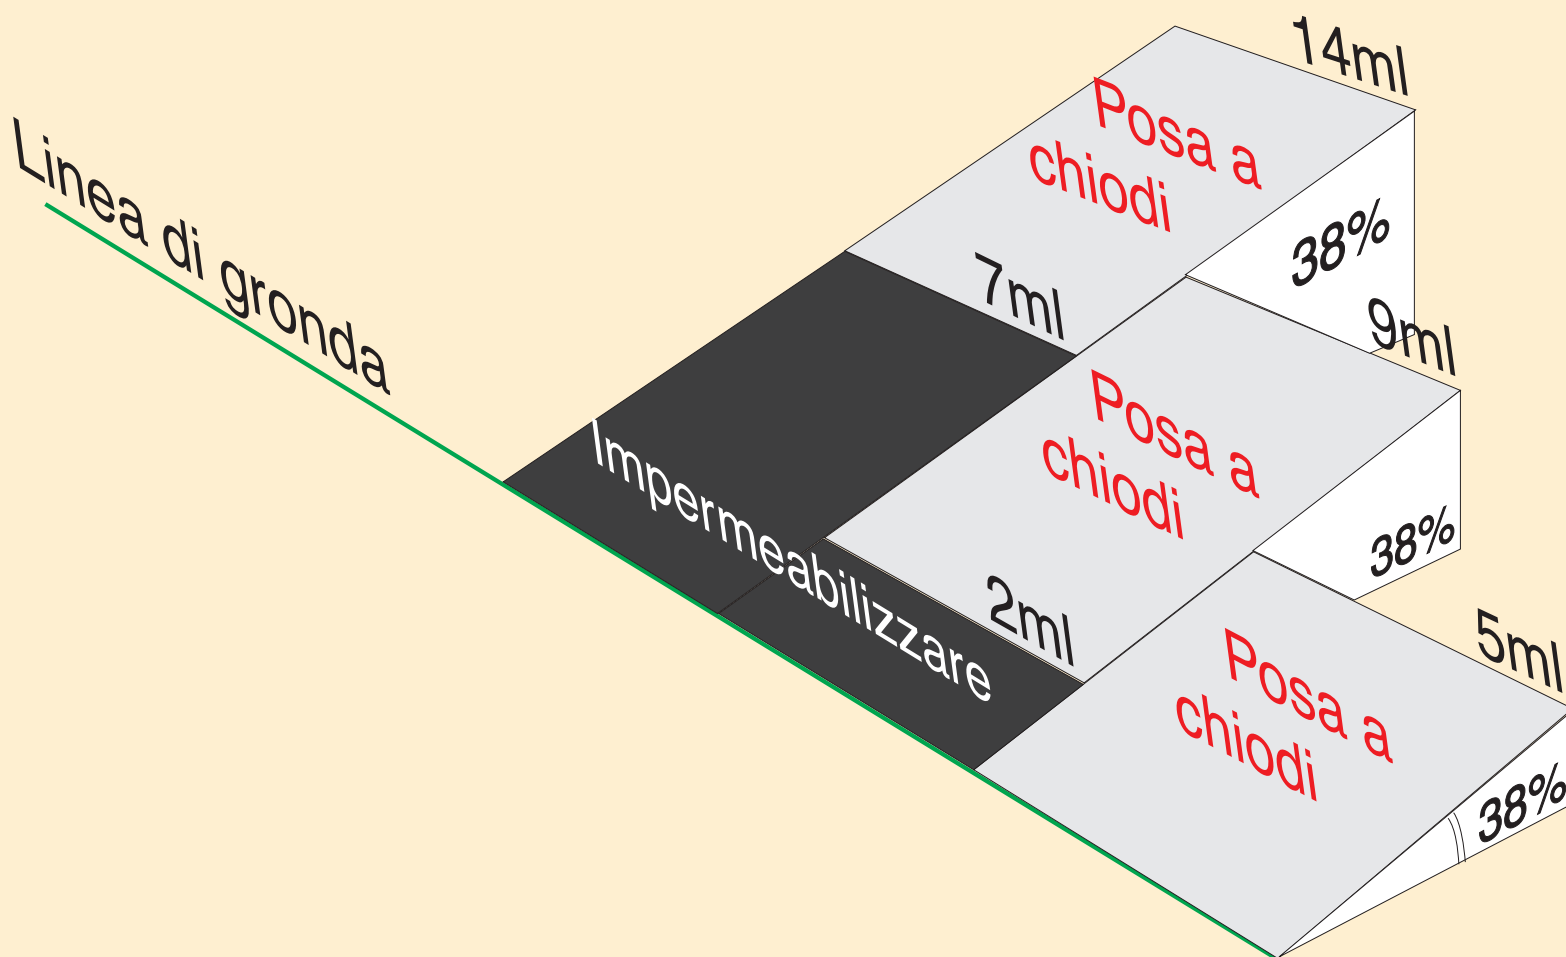 14ml
Posa a
chiodi
Linea di gronda
38%
7ml
9ml
Posa a
chiodi
Impermeabilizzare
38%
2ml
5ml
Posa a
chiodi
38%